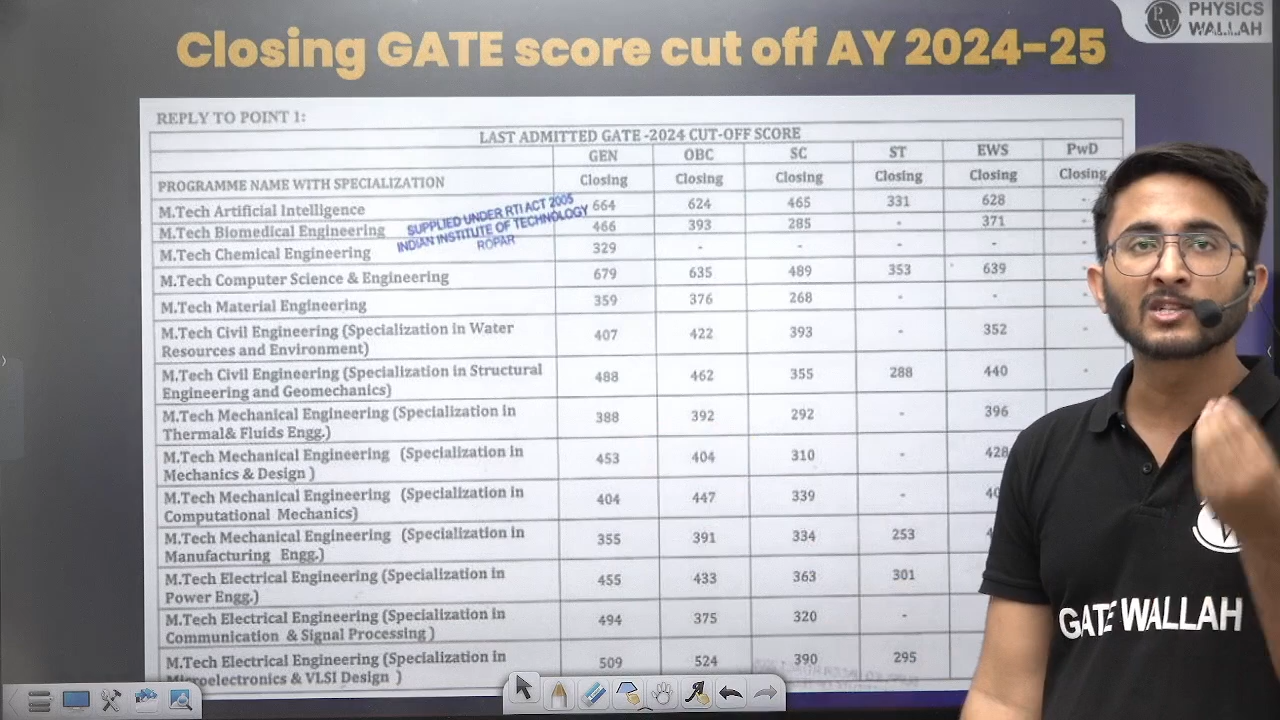 PHYSICS
WALLAH
Closing GATE score cut off AY 2024-25
REPLY TO POINT 1:
LAST ADMITTED GATE -2024 CUT-OFF SCORE
GEN OBC SC ST EWS PwD
PROGRAMME NAME WITH SPECIALIZATION Closing Closing Closing Closing Closing Closing
M.Tech Artificial Intelligence 664 624 465 331 628 -
M.Tech Biomedical Engineering 466 393 285 - 371 -
SUPPLIED UNDER RTI ACT 2005
INDIAN INSTITUTE OF TECHNOLOGY
ROPAR
M.Tech Chemical Engineering 329 - - - - -
M.Tech Computer Science & Engineering 679 635 489 353 639 -
M.Tech Material Engineering 359 376 268 - - -
M.Tech Civil Engineering (Specialization in Water
Resources and Environment) 407 422 393 - 352 -
M.Tech Civil Engineering (Specialization in Structural
Engineering and Geomechanics) 488 462 355 288 440 -
M.Tech Mechanical Engineering (Specialization in
Thermal& Fluids Engg.) 388 392 292 - 396
M.Tech Mechanical Engineering (Specialization in
Mechanics & Design ) 453 404 310 - 428
M.Tech Mechanical Engineering (Specialization in
Computational Mechanics) 404 447 339 -
M.Tech Mechanical Engineering (Specialization in
Manufacturing Engg.) 355 391 334 253
M.Tech Electrical Engineering (Specialization in
Power Engg.) 455 433 363 301
M.Tech Electrical Engineering (Specialization in
Communication & Signal Processing ) 494 375 320 -
M.Tech Electrical Engineering (Specialization in
Microelectronics & VLSI Design ) 509 524 390 295
GATE WALLAH